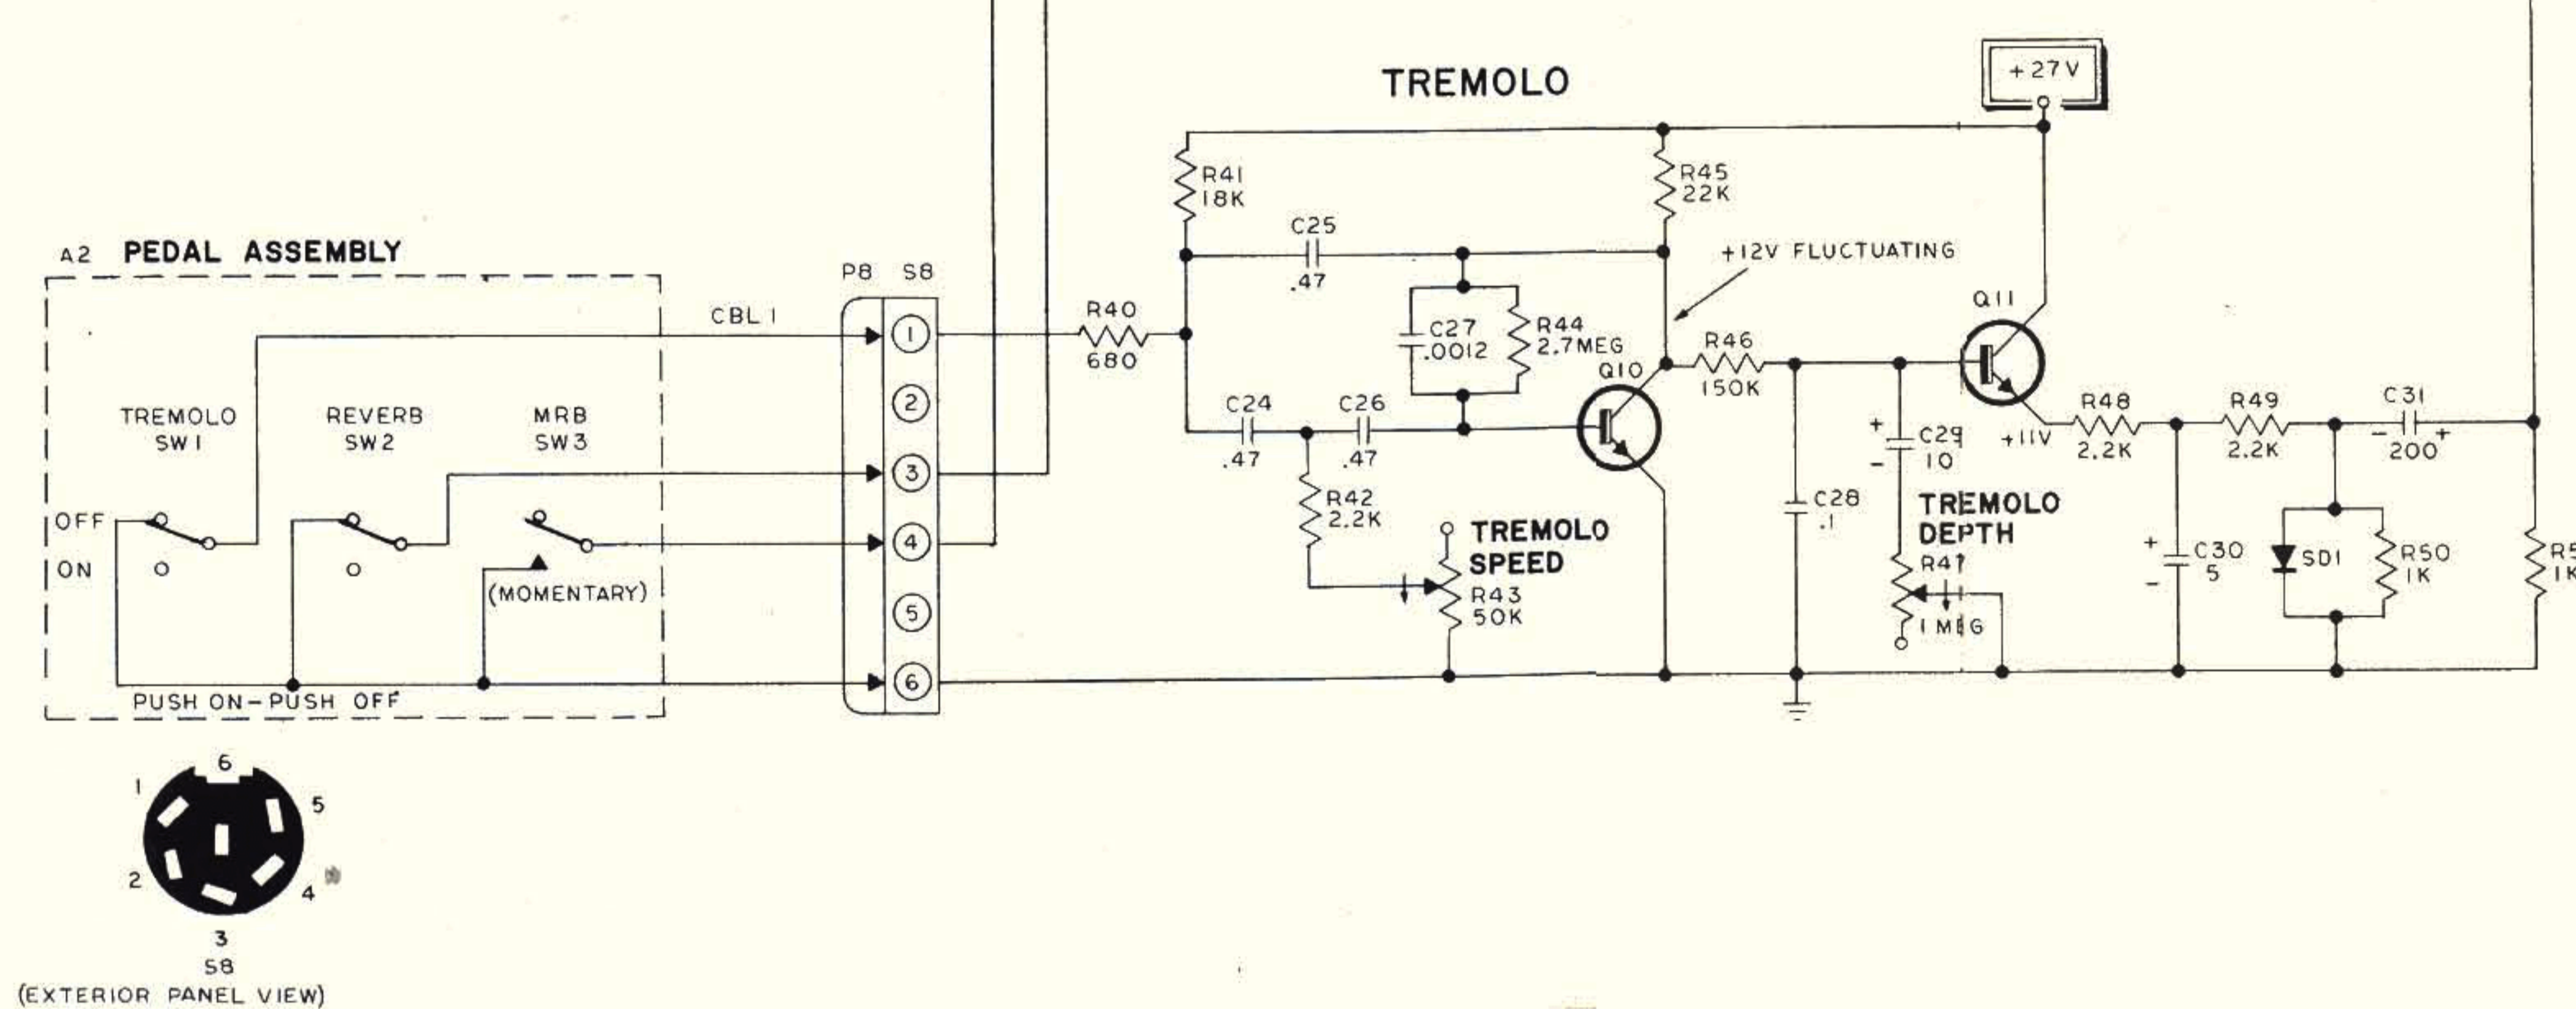 TREMOLO
+27V
R41
18K
R45
22K
C25
.47
+12V FLUCTUATING
A2 PEDAL ASSEMBLY
P8 S8
CBL 1
R40
680
C27
.0012
R44
2.7MEG
Q10
R46
150K
Q11
TREMOLO
SW1
REVERB
SW2
MRB
SW3
1
2
3
4
5
6
C24
.47
C26
.47
R42
2.2K
+
C29
10
-
+11V
R48
2.2K
R49
2.2K
C31
- +
200
OFF
ON
(MOMENTARY)
PUSH ON-PUSH OFF
TREMOLO
SPEED
R43
50K
C28
.1
TREMOLO
DEPTH
R47
1 MEG
+
C30
5
-
SD1
R50
1K
R5
1K
6
1
5
2
4
3
S8
(EXTERIOR PANEL VIEW)